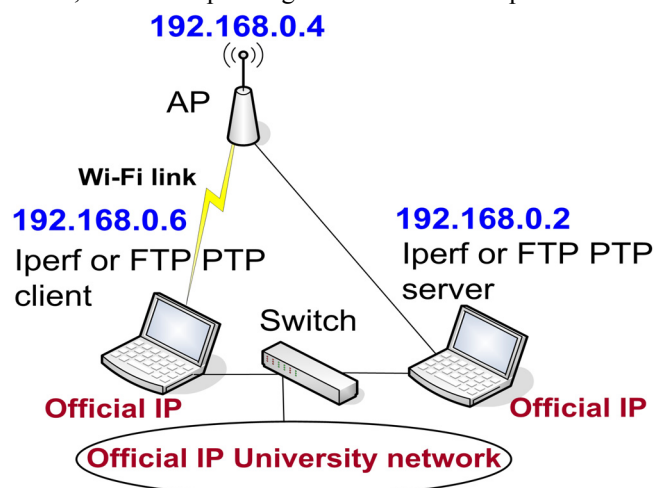 192.168.0.4
AP
Wi-Fi link
192.168.0.6
Iperf or FTP PTP
client
192.168.0.2
Iperf or FTP PTP
server
Switch
Official IP
Official IP
Official IP University network